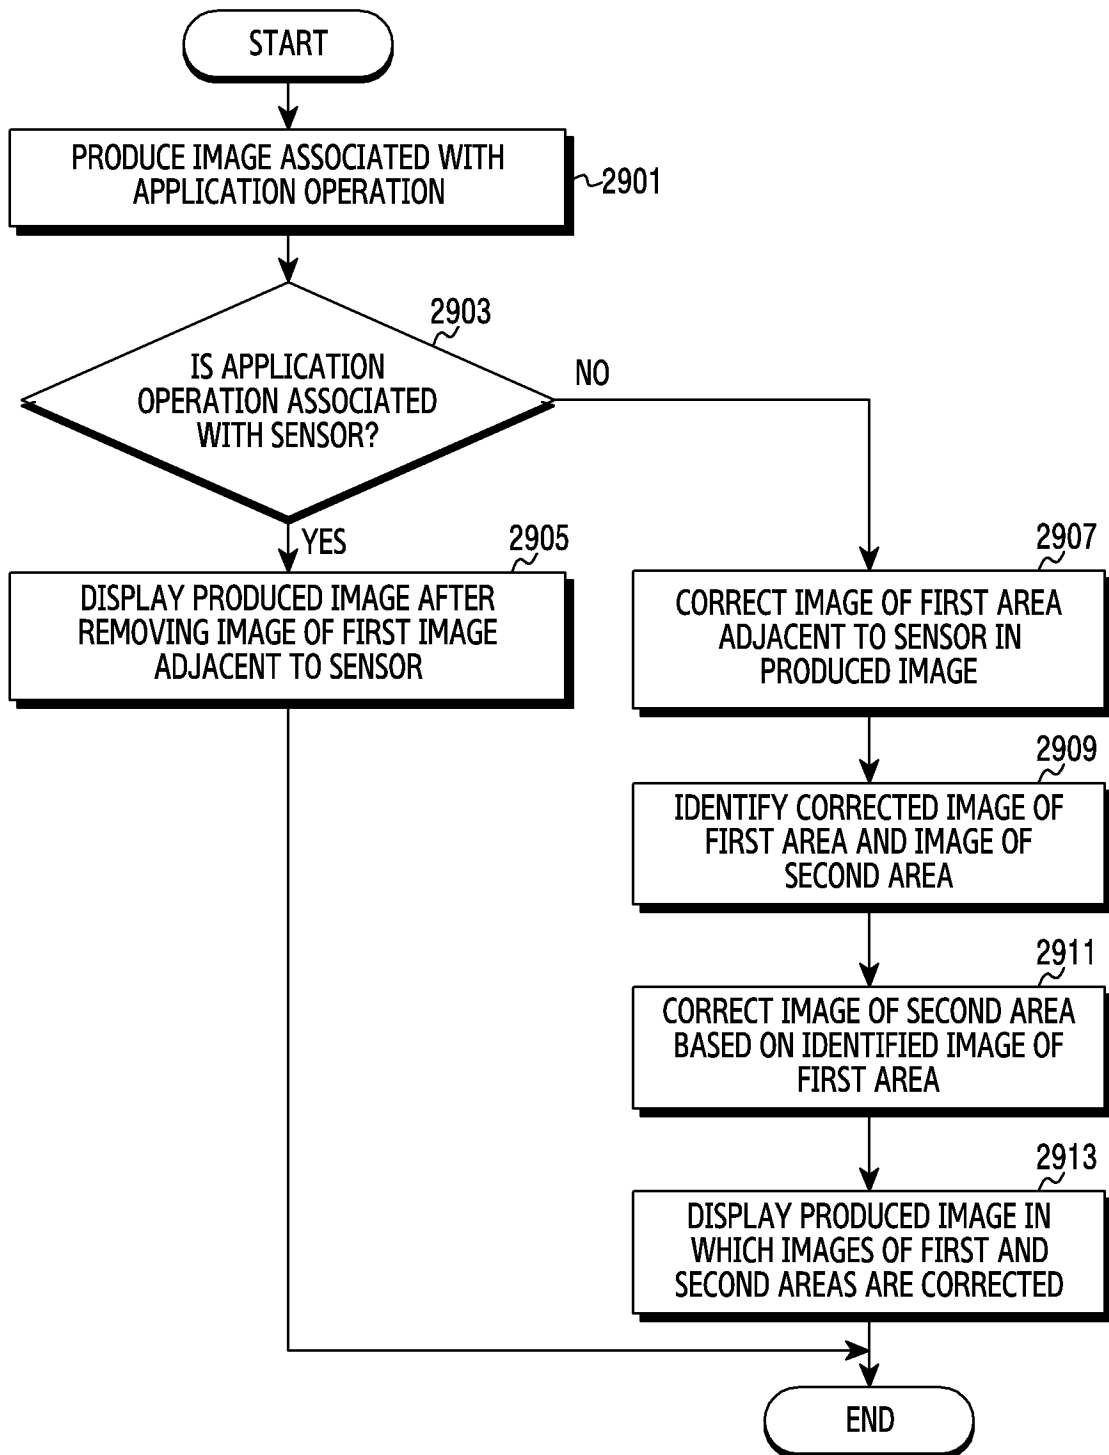 START
PRODUCE IMAGE ASSOCIATED WITH
APPLICATION OPERATION
2901
2903
IS APPLICATION
OPERATION ASSOCIATED
WITH SENSOR?
NO
YES
2905
DISPLAY PRODUCED IMAGE AFTER
REMOVING IMAGE OF FIRST IMAGE
ADJACENT TO SENSOR
2907
CORRECT IMAGE OF FIRST AREA
ADJACENT TO SENSOR IN
PRODUCED IMAGE
2909
IDENTIFY CORRECTED IMAGE OF
FIRST AREA AND IMAGE OF
SECOND AREA
2911
CORRECT IMAGE OF SECOND AREA
BASED ON IDENTIFIED IMAGE OF
FIRST AREA
2913
DISPLAY PRODUCED IMAGE IN
WHICH IMAGES OF FIRST AND
SECOND AREAS ARE CORRECTED
END